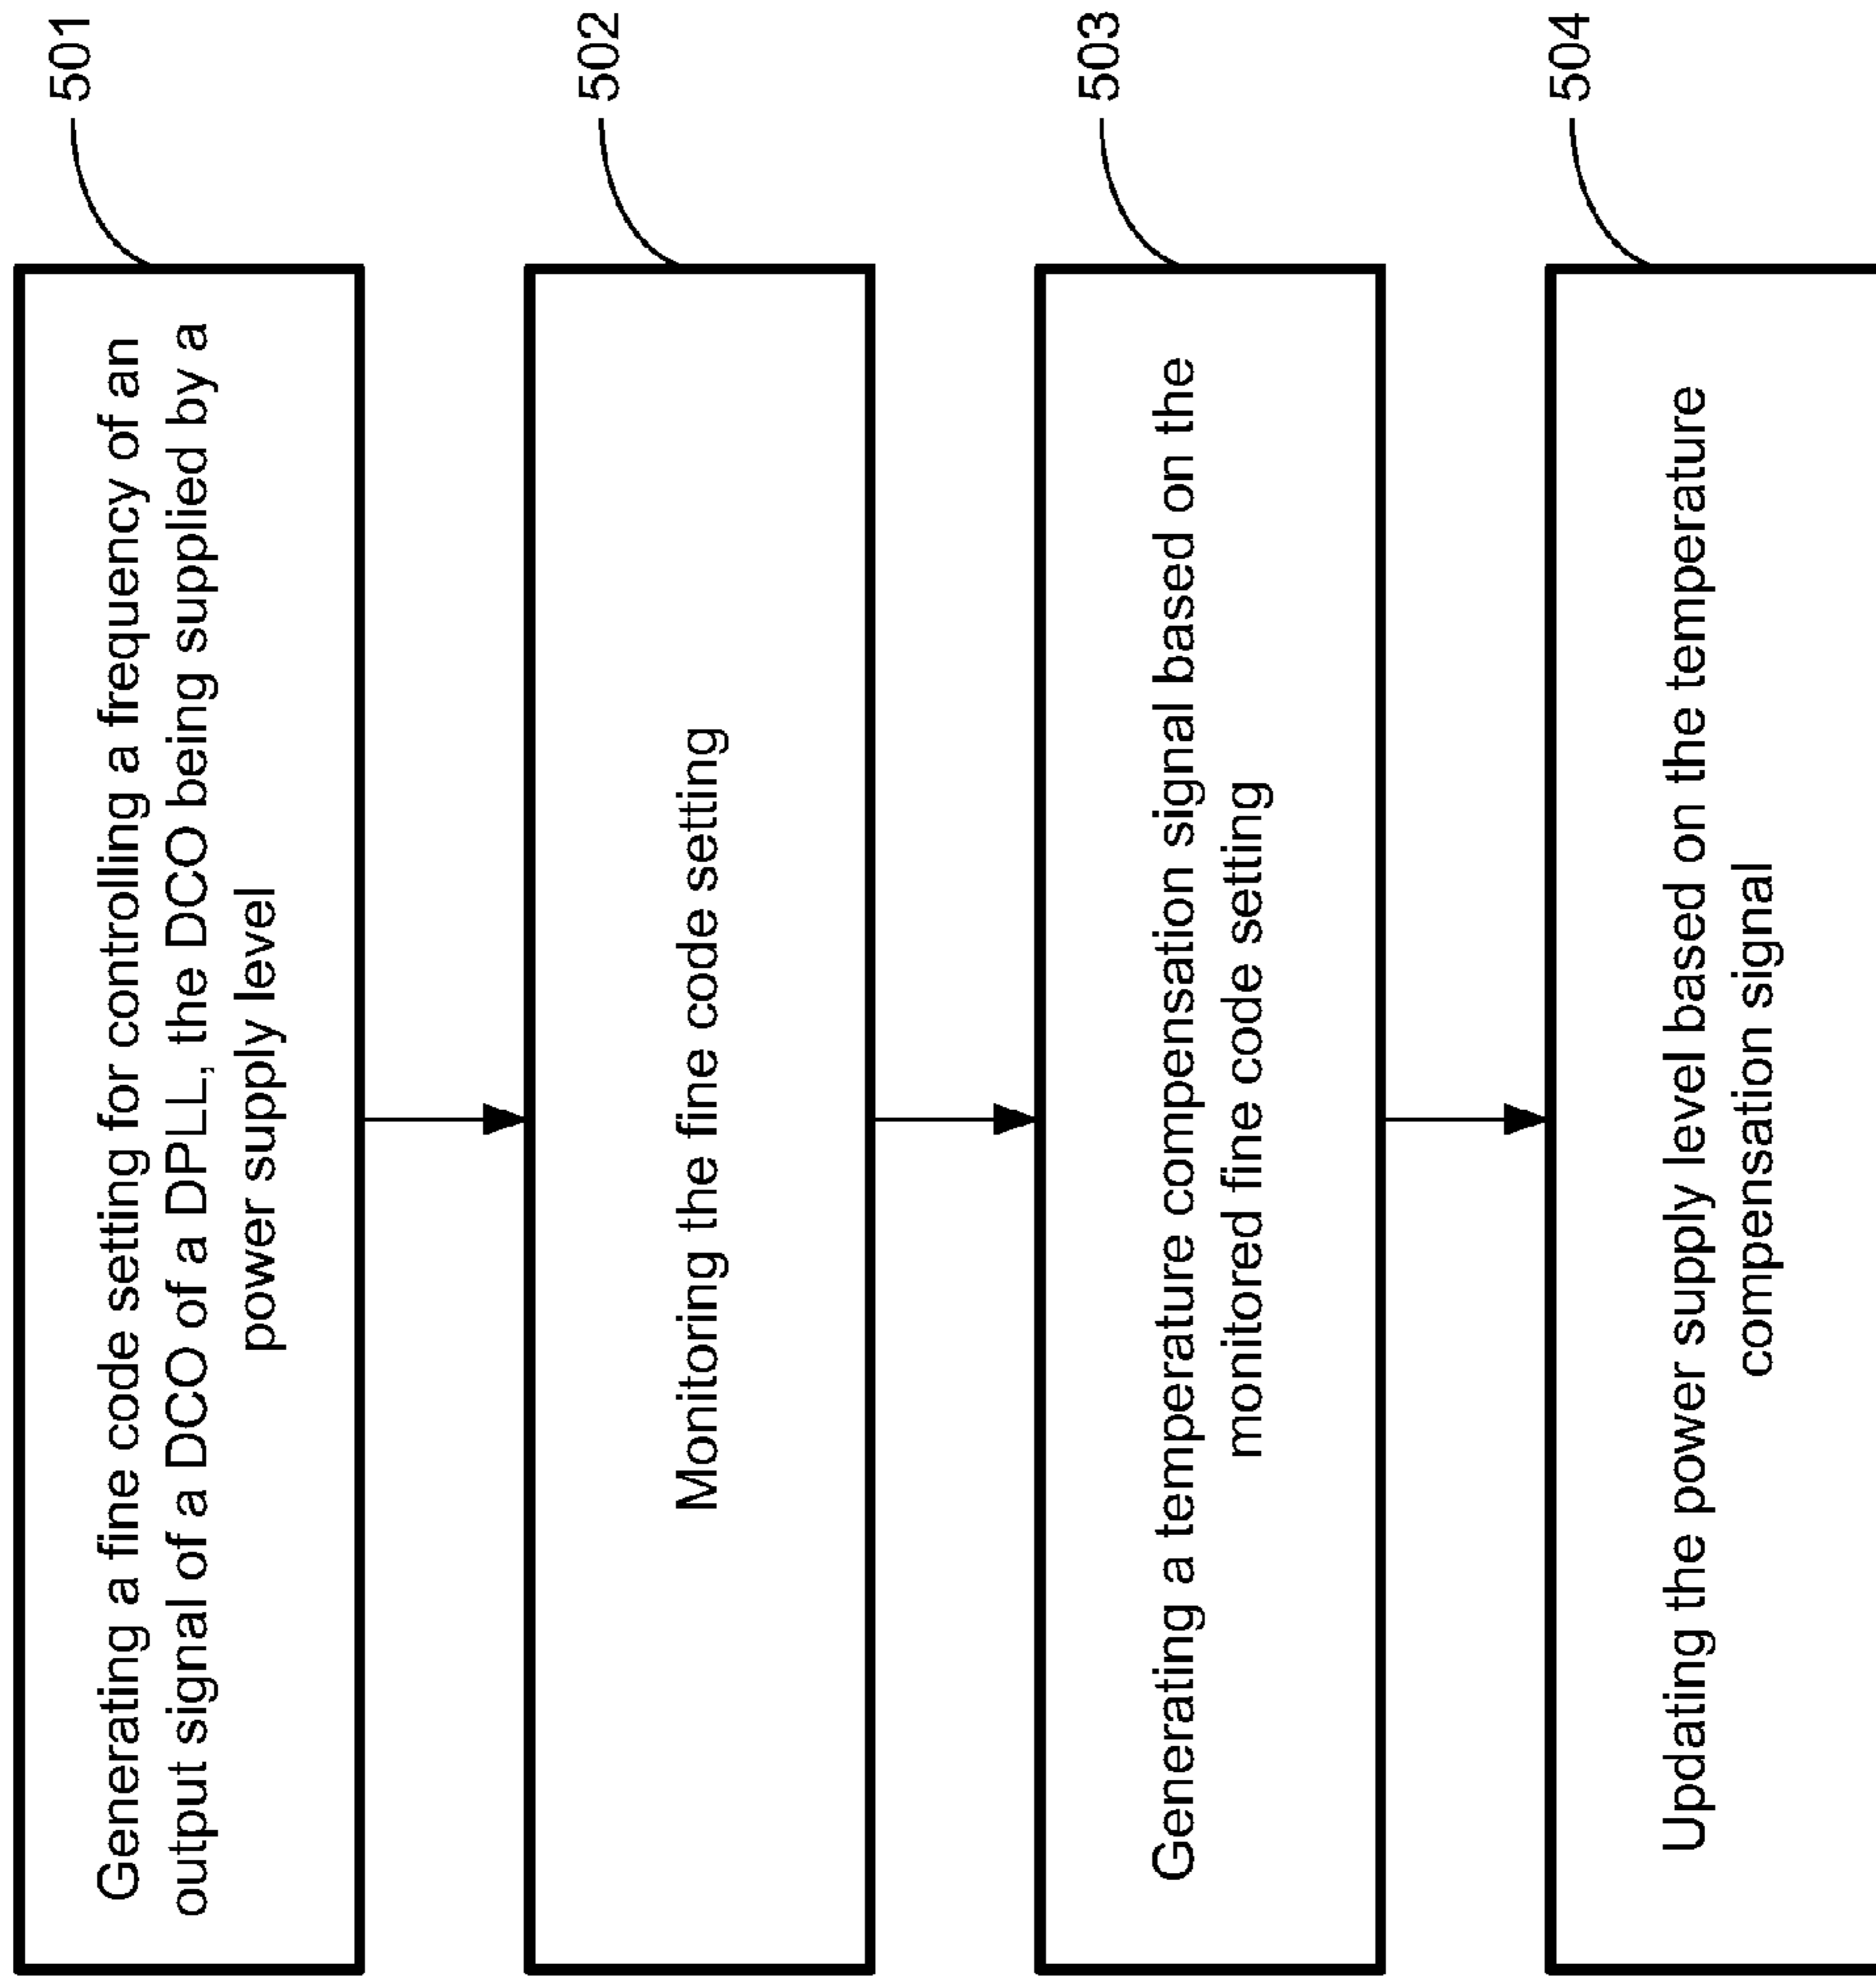 501
Generating a fine code setting for controlling a frequency of an
output signal of a DCO of a DPLL, the DCO being supplied by a
power supply level
502
Monitoring the fine code setting
503
Generating a temperature compensation signal based on the
monitored fine code setting
504
Updating the power supply level based on the temperature
compensation signal